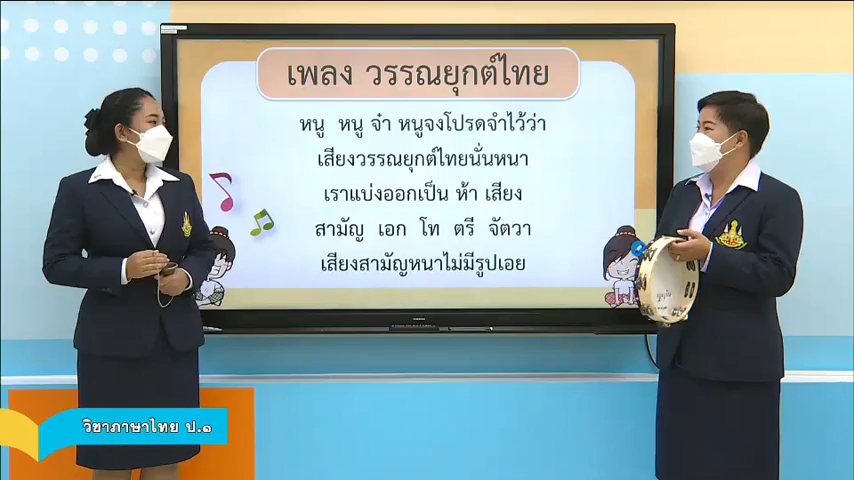 เพลง วรรณยุกต์ไทย
หนู หนู จ๋า หนูจงโปรดจำไว้ว่า
เสียงวรรณยุกต์ไทยนั่นหนา
เราแบ่งออกเป็น ห้า เสียง
สามัญ เอก โท ตรี จัตวา
เสียงสามัญหนาไม่มีรูปเอย
วิชาภาษาไทย ป.๑